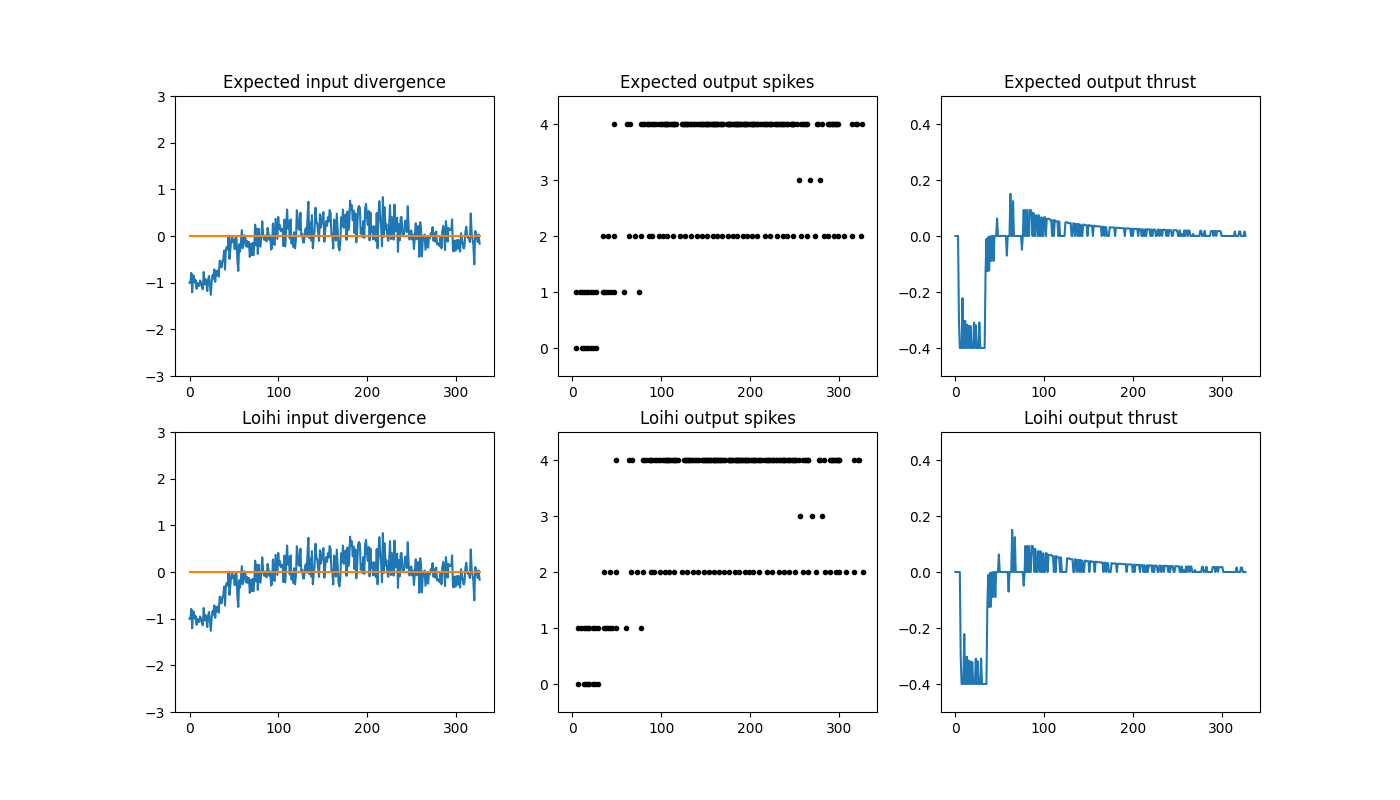 Expected input divergence
3
2
1
0
−1
−2
−3
0 100 200 300
Expected output spikes
4
3
2
1
0
0 100 200 300
Expected output thrust
0.4
0.2
0.0
−0.2
−0.4
0 100 200 300
Loihi input divergence
3
2
1
0
−1
−2
−3
0 100 200 300
Loihi output spikes
4
3
2
1
0
0 100 200 300
Loihi output thrust
0.4
0.2
0.0
−0.2
−0.4
0 100 200 300